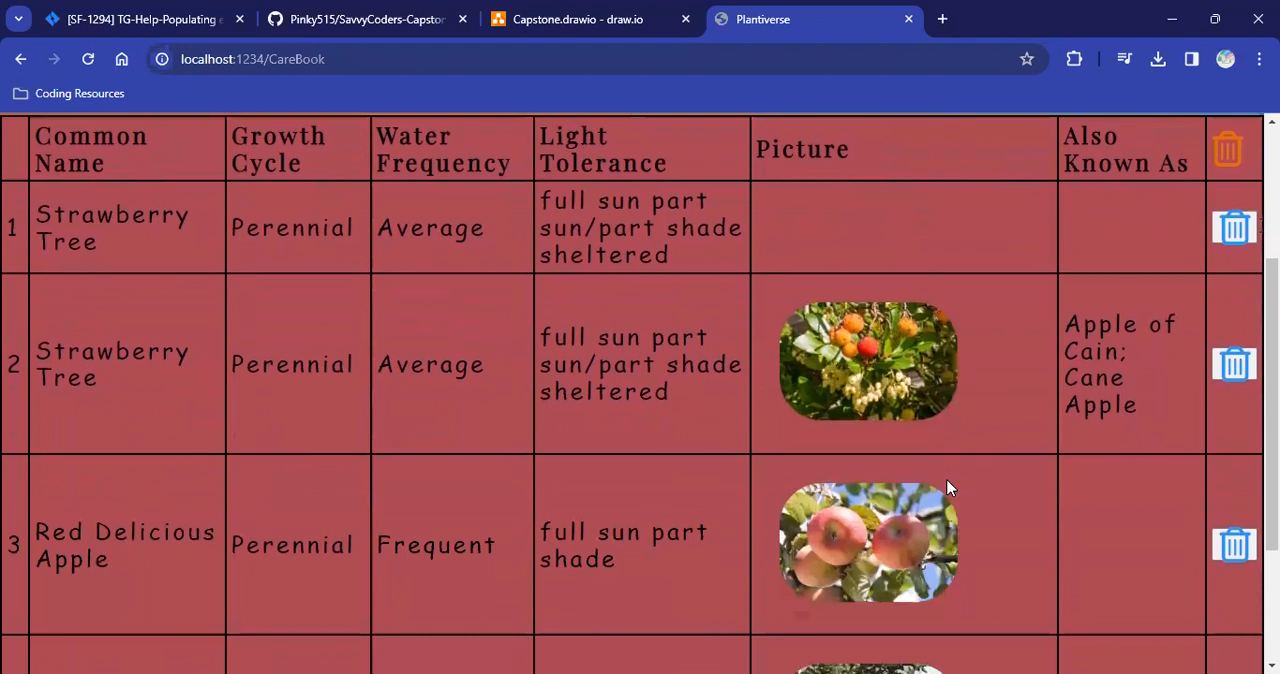 [SF-1294] TG-Help-Populating
Pinky515/SavvyCoders-Capsto
Capstone.drawio - draw.io
Plantiverse
localhost:1234/CareBook
Coding Resources
Common
Name
Growth
Cycle
Water
Frequency
Light
Tolerance
Picture
Also
Known As
1
Strawberry
Tree
Perennial
Average
full sun part
sun/part shade
sheltered
2
Strawberry
Tree
Perennial
Average
full sun part
sun/part shade
sheltered
Apple of
Cain;
Cane
Apple
3
Red Delicious
Apple
Perennial
Frequent
full sun part
shade